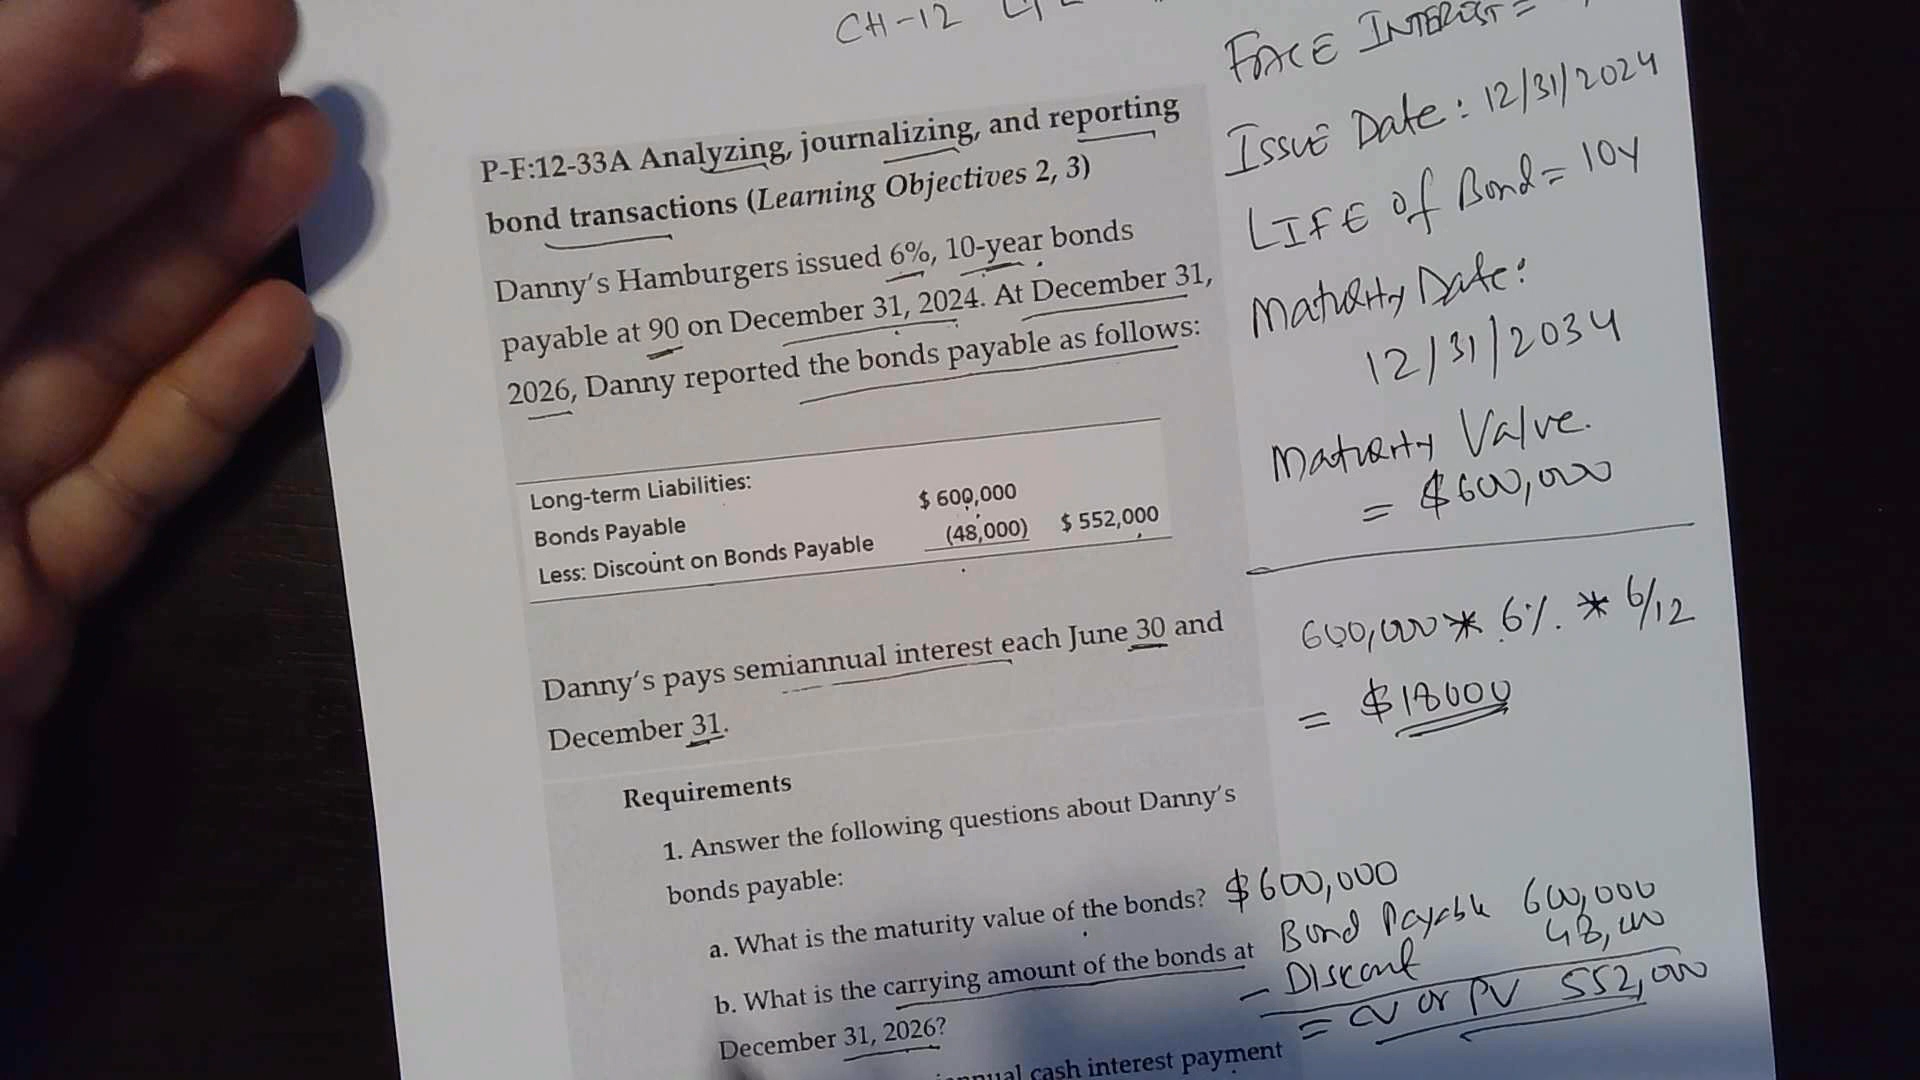 CH-12
FACE INTEREST =
P-F:12-33A Analyzing, journalizing, and reporting
bond transactions (Learning Objectives 2, 3)
Danny's Hamburgers issued 6%, 10-year bonds
payable at 90 on December 31, 2024. At December 31,
2026, Danny reported the bonds payable as follows:
Issue Date: 12/31/2024
LIFE of Bond = 10Y
Maturity Date:
12/31/2034
Maturity Value.
= $600,000
Long-term Liabilities:
Bonds Payable $ 600,000
Less: Discount on Bonds Payable (48,000) $ 552,000
600,000 * 6% * 6/12
= $18000
Danny's pays semiannual interest each June 30 and
December 31.
Requirements
1. Answer the following questions about Danny's
bonds payable:
a. What is the maturity value of the bonds? $600,000
b. What is the carrying amount of the bonds at
December 31, 2026?
Bond Payable 600,000
- Discount 48,000
= CV or PV 552,000
cash interest payment